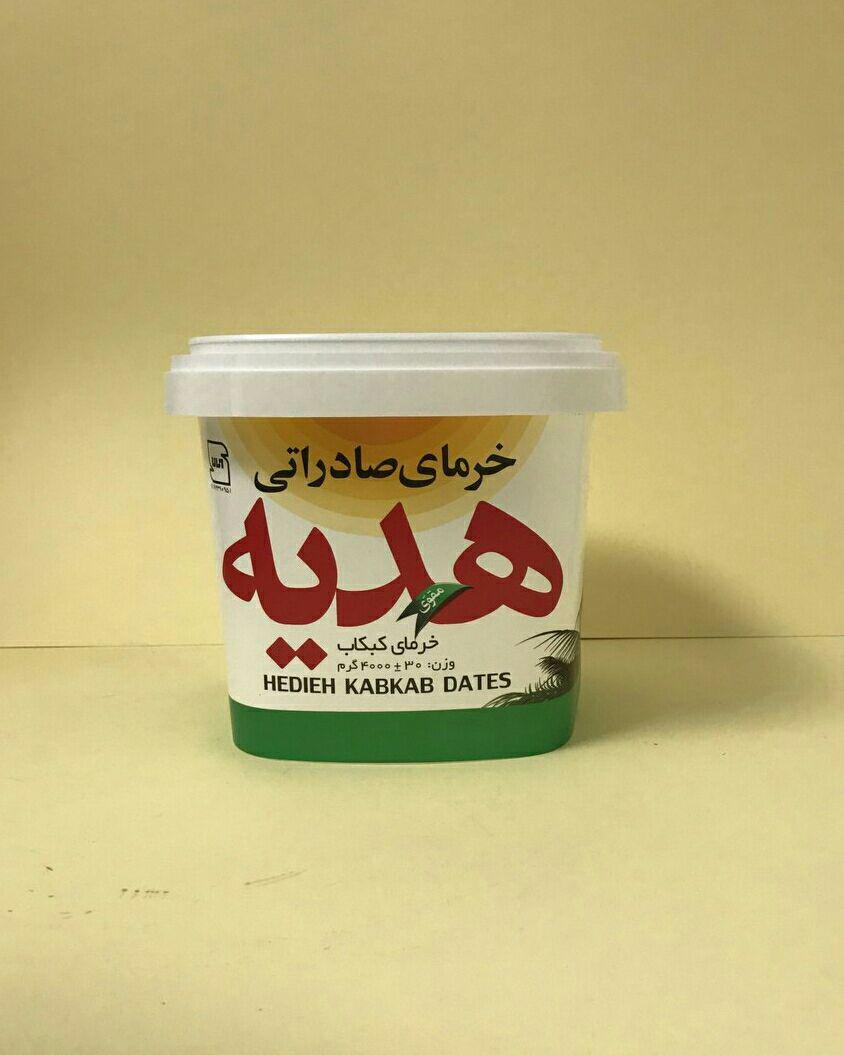 خرمای صادراتی
هدیه
مقوی
خرمای کبکاب
وزن: ۳۰ ± ۴۰۰۰ گرم
HEDIEH KABKAB DATES